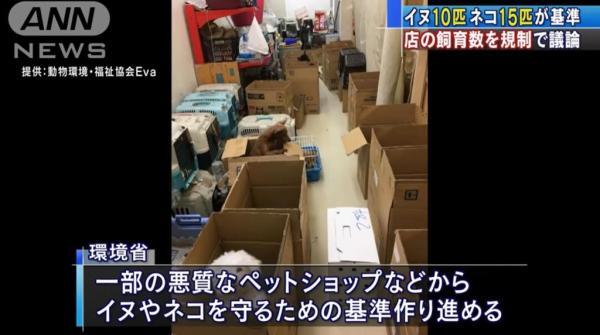 ANN
NEWS
提供:動物環境・福祉協会Eva
イヌ10匹 ネコ15匹が基準
店の飼育数を規制で議論
環境省
一部の悪質なペットショップなどから
イヌやネコを守るための基準作り進める